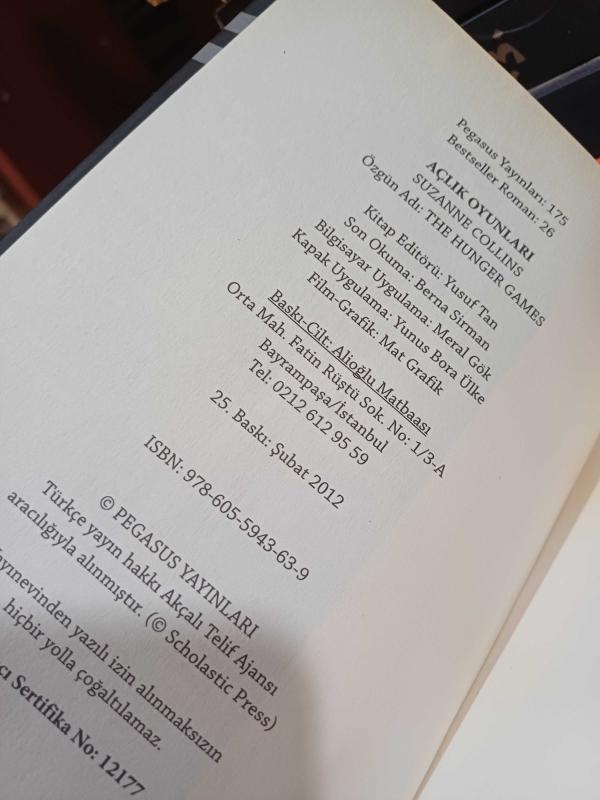 Pegasus Yayınları: 175
Bestseller Roman: 26
AÇLIK OYUNLARI
SUZANNE COLLINS
Özgün Adı: THE HUNGER GAMES
Kitap Editörü: Yusuf Tan
Son Okuma: Berna Sirman
Bilgisayar Uygulama: Meral Gök
Kapak Uygulama: Yunus Bora Ülke
Film-Grafik: Mat Grafik
Baskı-Cilt: Alioğlu Matbaası
Orta Mah. Fatin Rüştü Sok. No: 1/3-A
Bayrampaşa/İstanbul
Tel: 0212 612 95 59
25. Baskı: Şubat 2012
ISBN: 978-605-5943-63-9
© PEGASUS YAYINLARI
Türkçe yayın hakkı Akçalı Telif Ajansı
aracılığıyla alınmıştır. (© Scholastic Press)
yazılı izin alınmaksızın
hiçbir yolla çoğaltılamaz.
Sertifika No: 12177